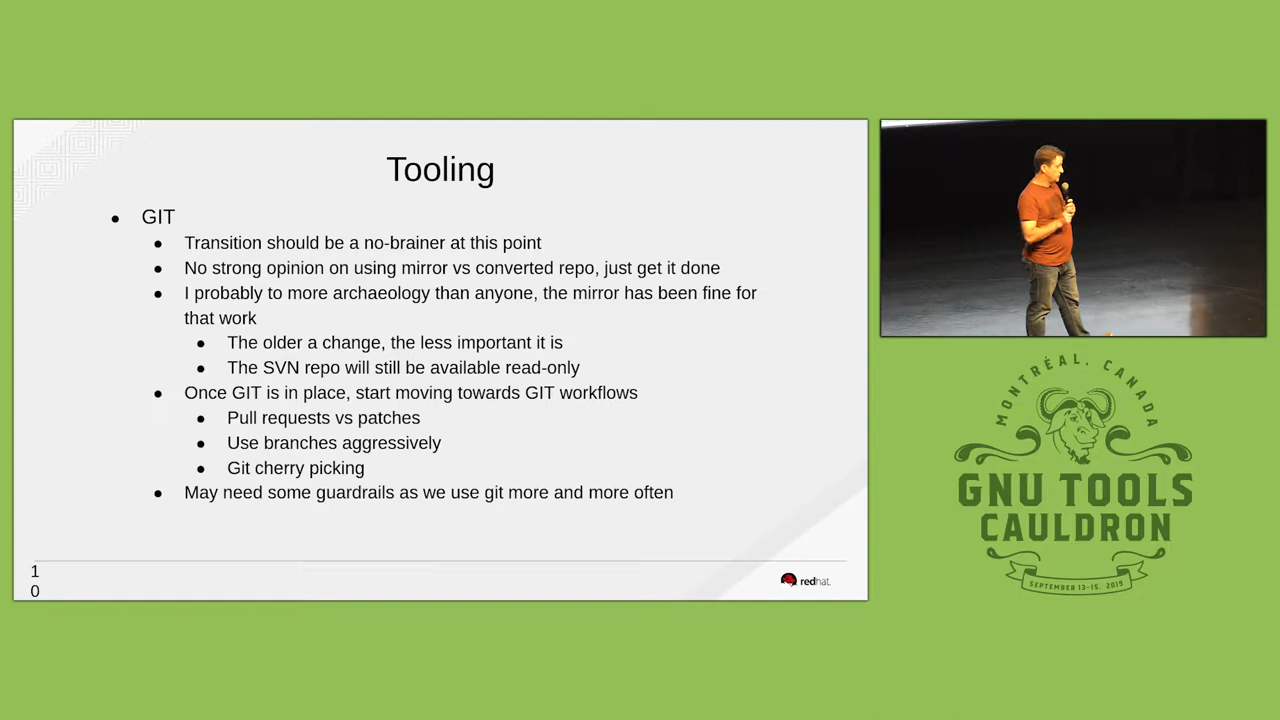 Tooling
● GIT
● Transition should be a no-brainer at this point
● No strong opinion on using mirror vs converted repo, just get it done
● I probably to more archaeology than anyone, the mirror has been fine for
that work
● The older a change, the less important it is
● The SVN repo will still be available read-only
● Once GIT is in place, start moving towards GIT workflows
● Pull requests vs patches
● Use branches aggressively
● Git cherry picking
● May need some guardrails as we use git more and more often
1
0
redhat.
MONTRÉAL, CANADA
GNU TOOLS
CAULDRON
SEPTEMBER 13-15, 2019